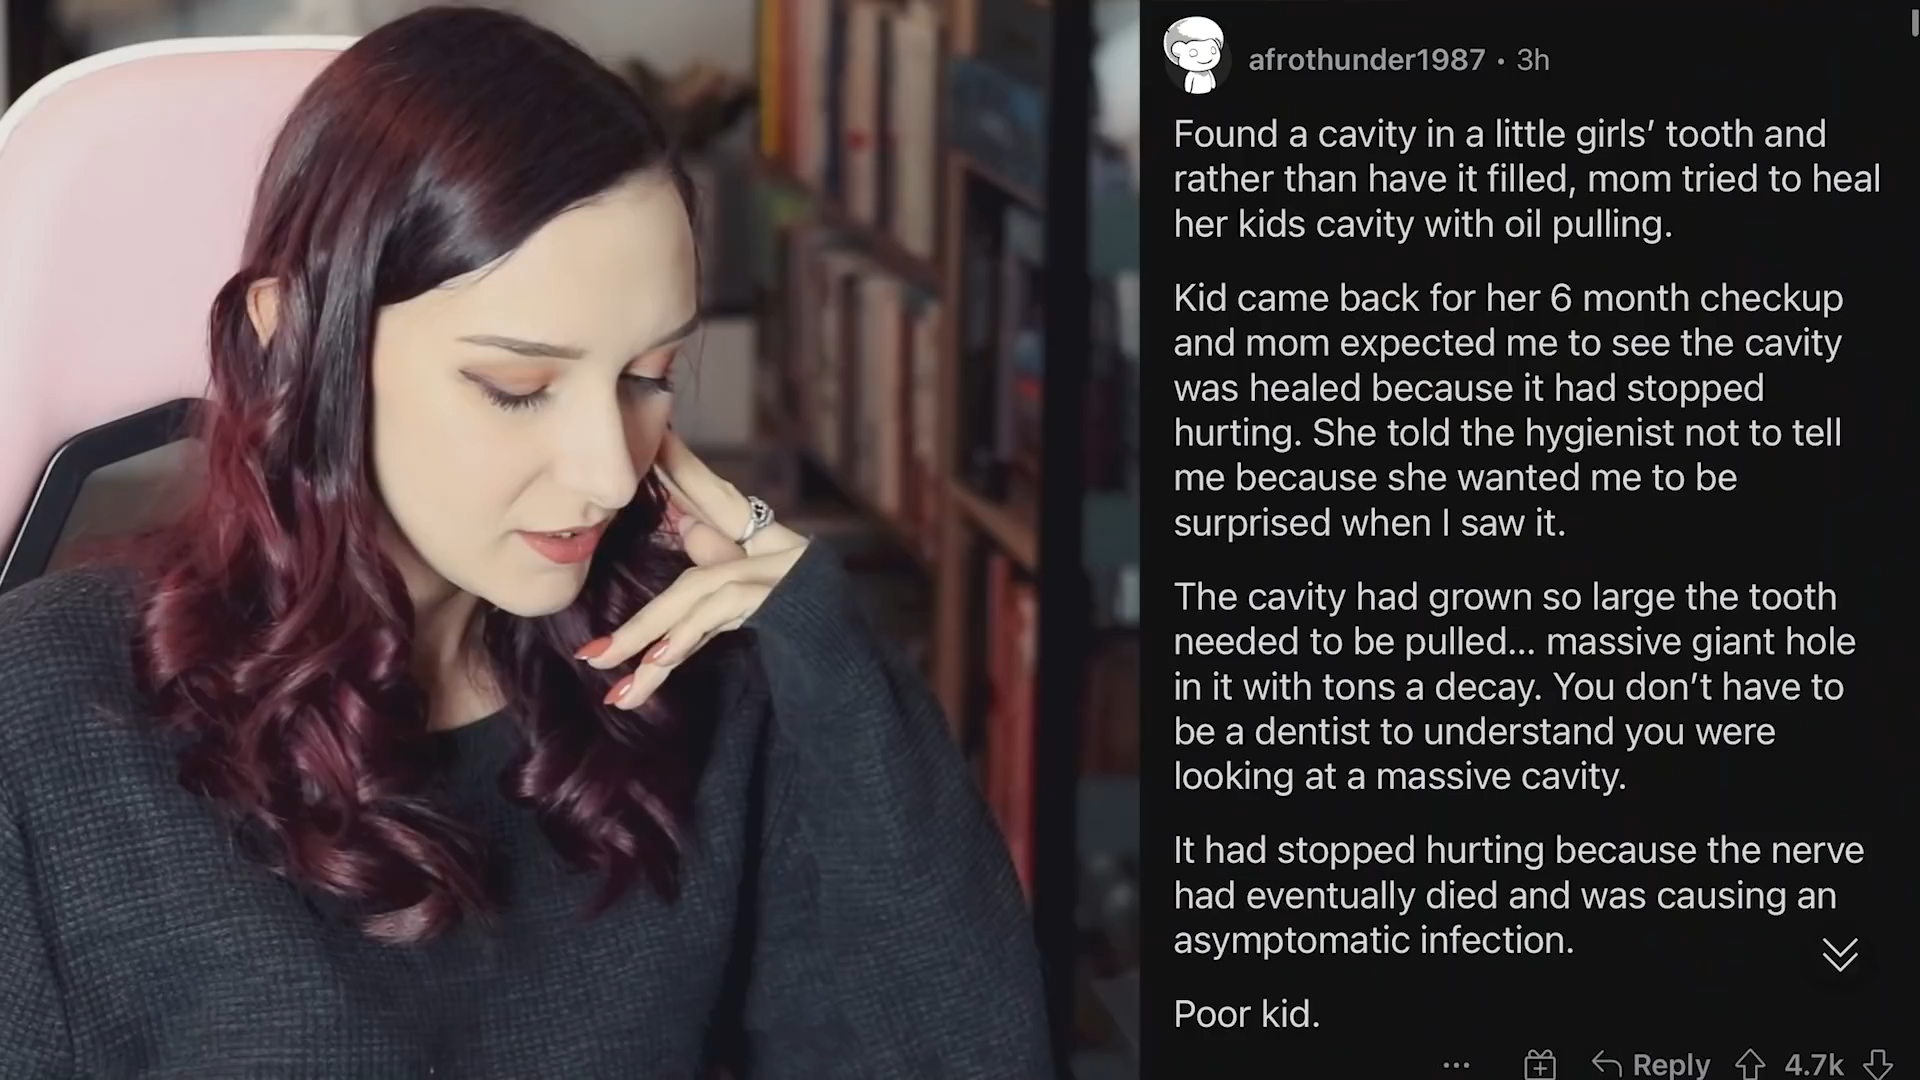 afrothunder1987 • 3h
Found a cavity in a little girls’ tooth and
rather than have it filled, mom tried to heal
her kids cavity with oil pulling.
Kid came back for her 6 month checkup
and mom expected me to see the cavity
was healed because it had stopped
hurting. She told the hygienist not to tell
me because she wanted me to be
surprised when I saw it.
The cavity had grown so large the tooth
needed to be pulled... massive giant hole
in it with tons a decay. You don’t have to
be a dentist to understand you were
looking at a massive cavity.
It had stopped hurting because the nerve
had eventually died and was causing an
asymptomatic infection.
Poor kid.
Reply 4.7k